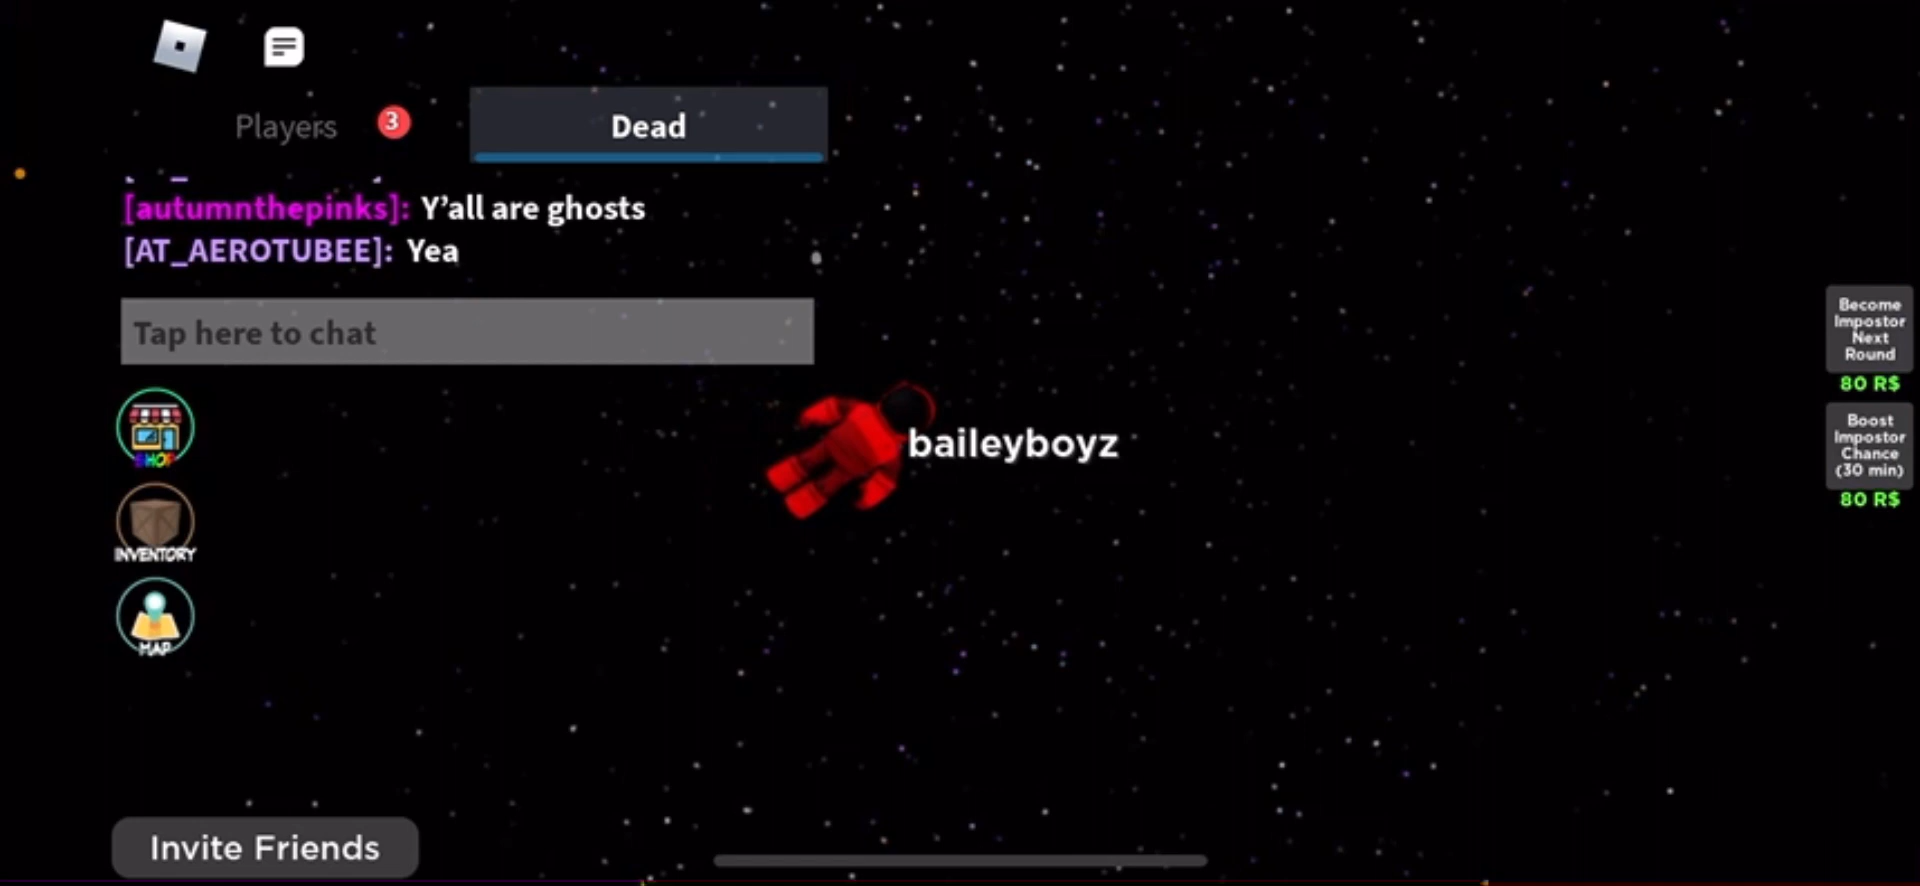 Players 3 Dead
[autumnthepinks]: Y’all are ghosts
[AT_AEROTUBEE]: Yea
Tap here to chat
SHOP
INVENTORY
MAP
baileyboyz
Become
Impostor
Next
Round
80 R$
Boost
Impostor
Chance
(30 min)
80 R$
Invite Friends